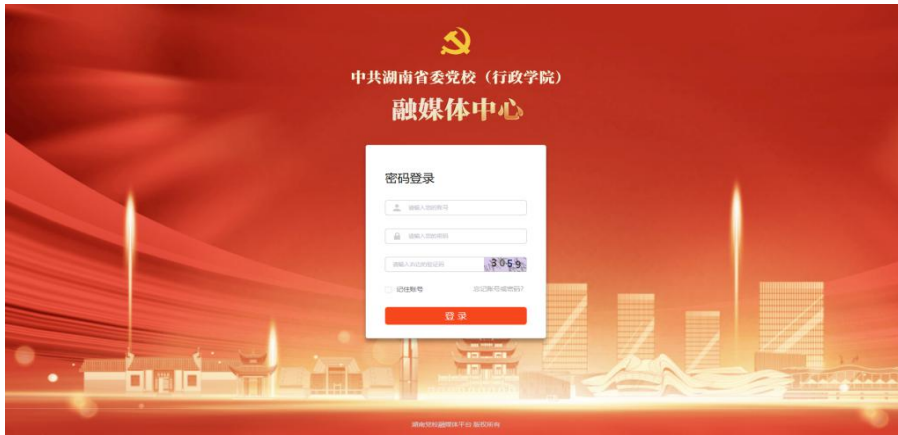 中共湖南省委党校（行政学院）
融媒体中心
密码登录
请输入您的账号
请输入您的密码
请输入右边的验证码 3059
记住账号 忘记账号或密码?
登录
湖南党校融媒体平台 版权所有